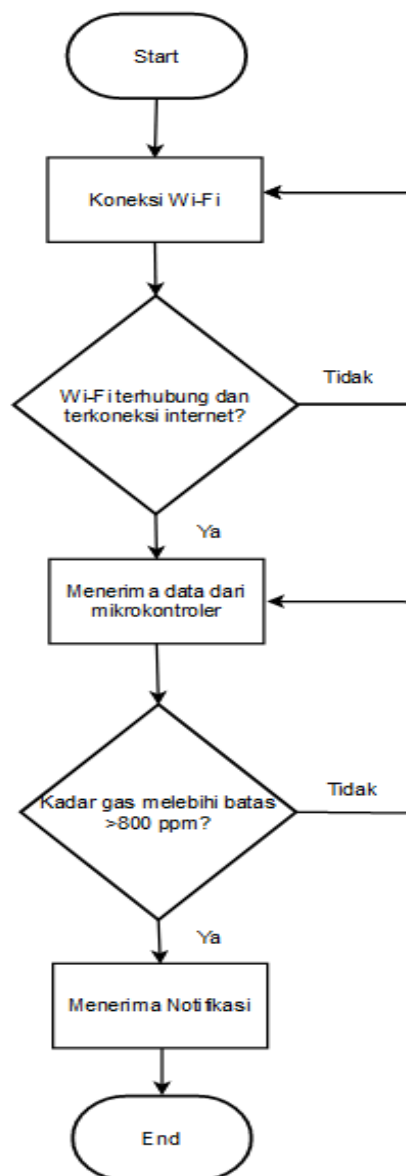 Start
Koneksi Wi-Fi
Wi-Fi terhubung dan
terkoneksi internet?
Tidak
Ya
Menerima data dari
mikrokontroler
Kadar gas melebihi batas
>800 ppm?
Tidak
Ya
Menerima Notifikasi
End